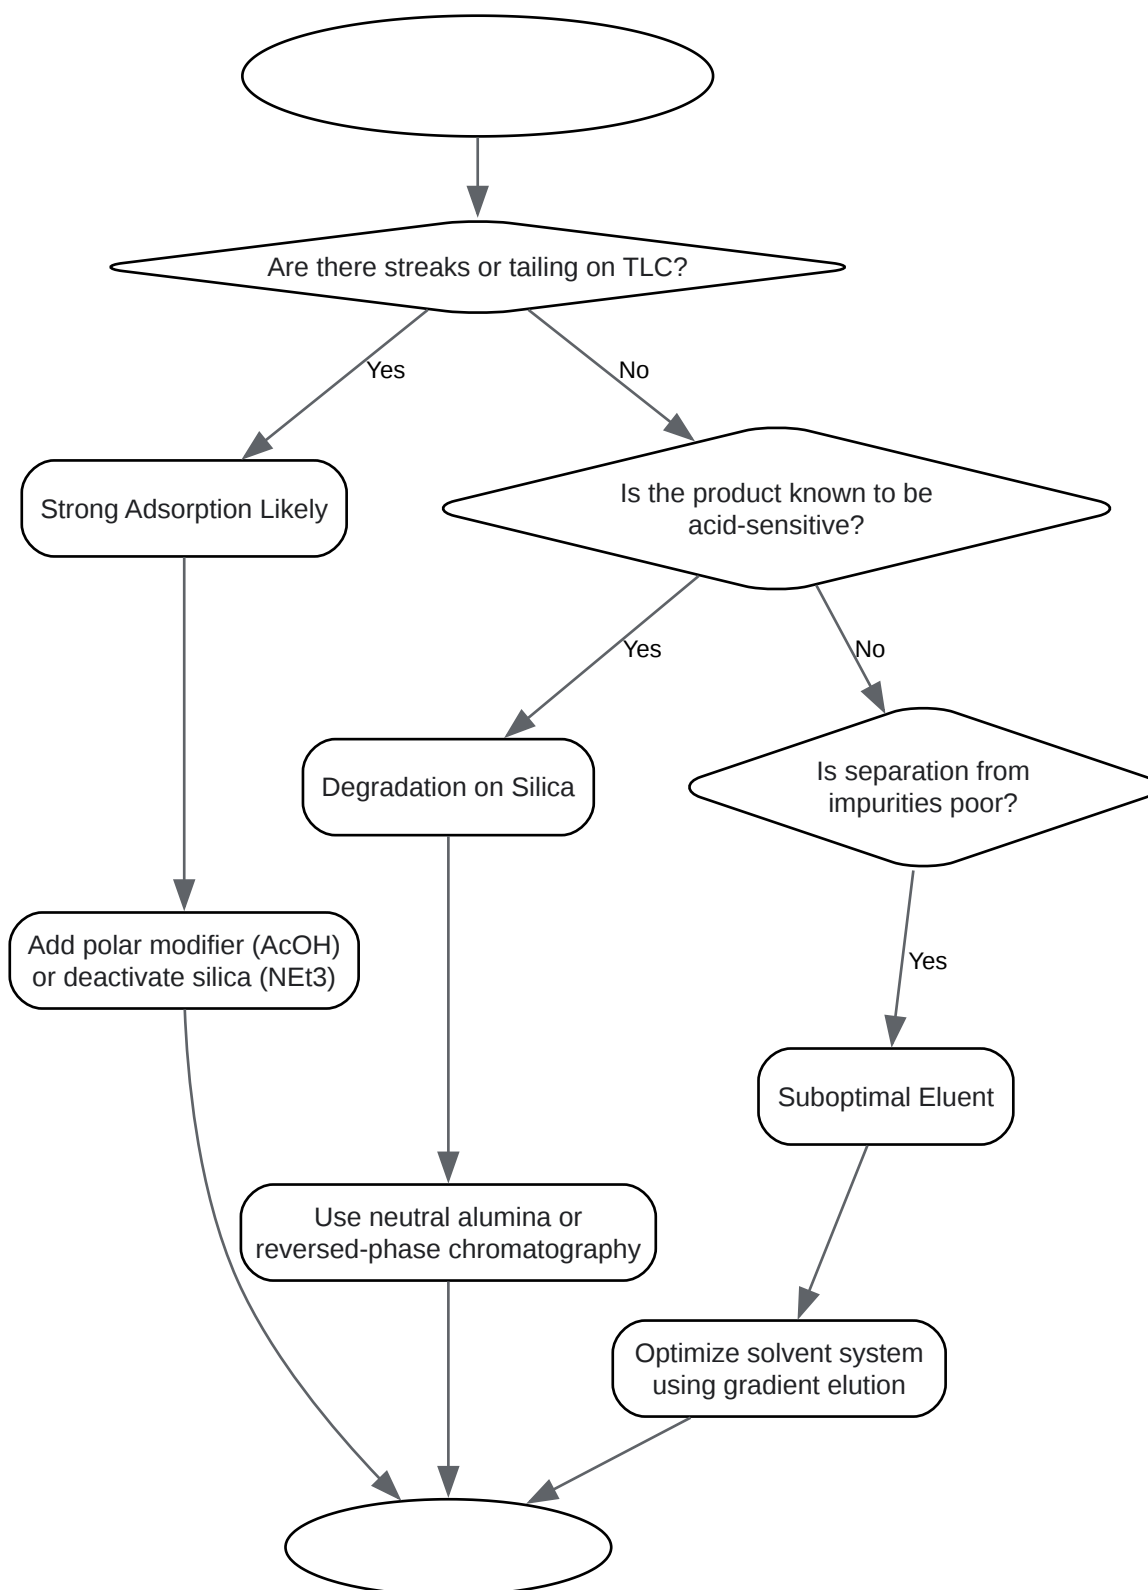 Are there streaks or tailing on TLC?
Yes
No
Strong Adsorption Likely
Is the product known to be
acid-sensitive?
Yes
No
Degradation on Silica
Is separation from
impurities poor?
Add polar modifier (AcOH)
or deactivate silica (NEt3)
Yes
Suboptimal Eluent
Use neutral alumina or
reversed-phase chromatography
Optimize solvent system
using gradient elution